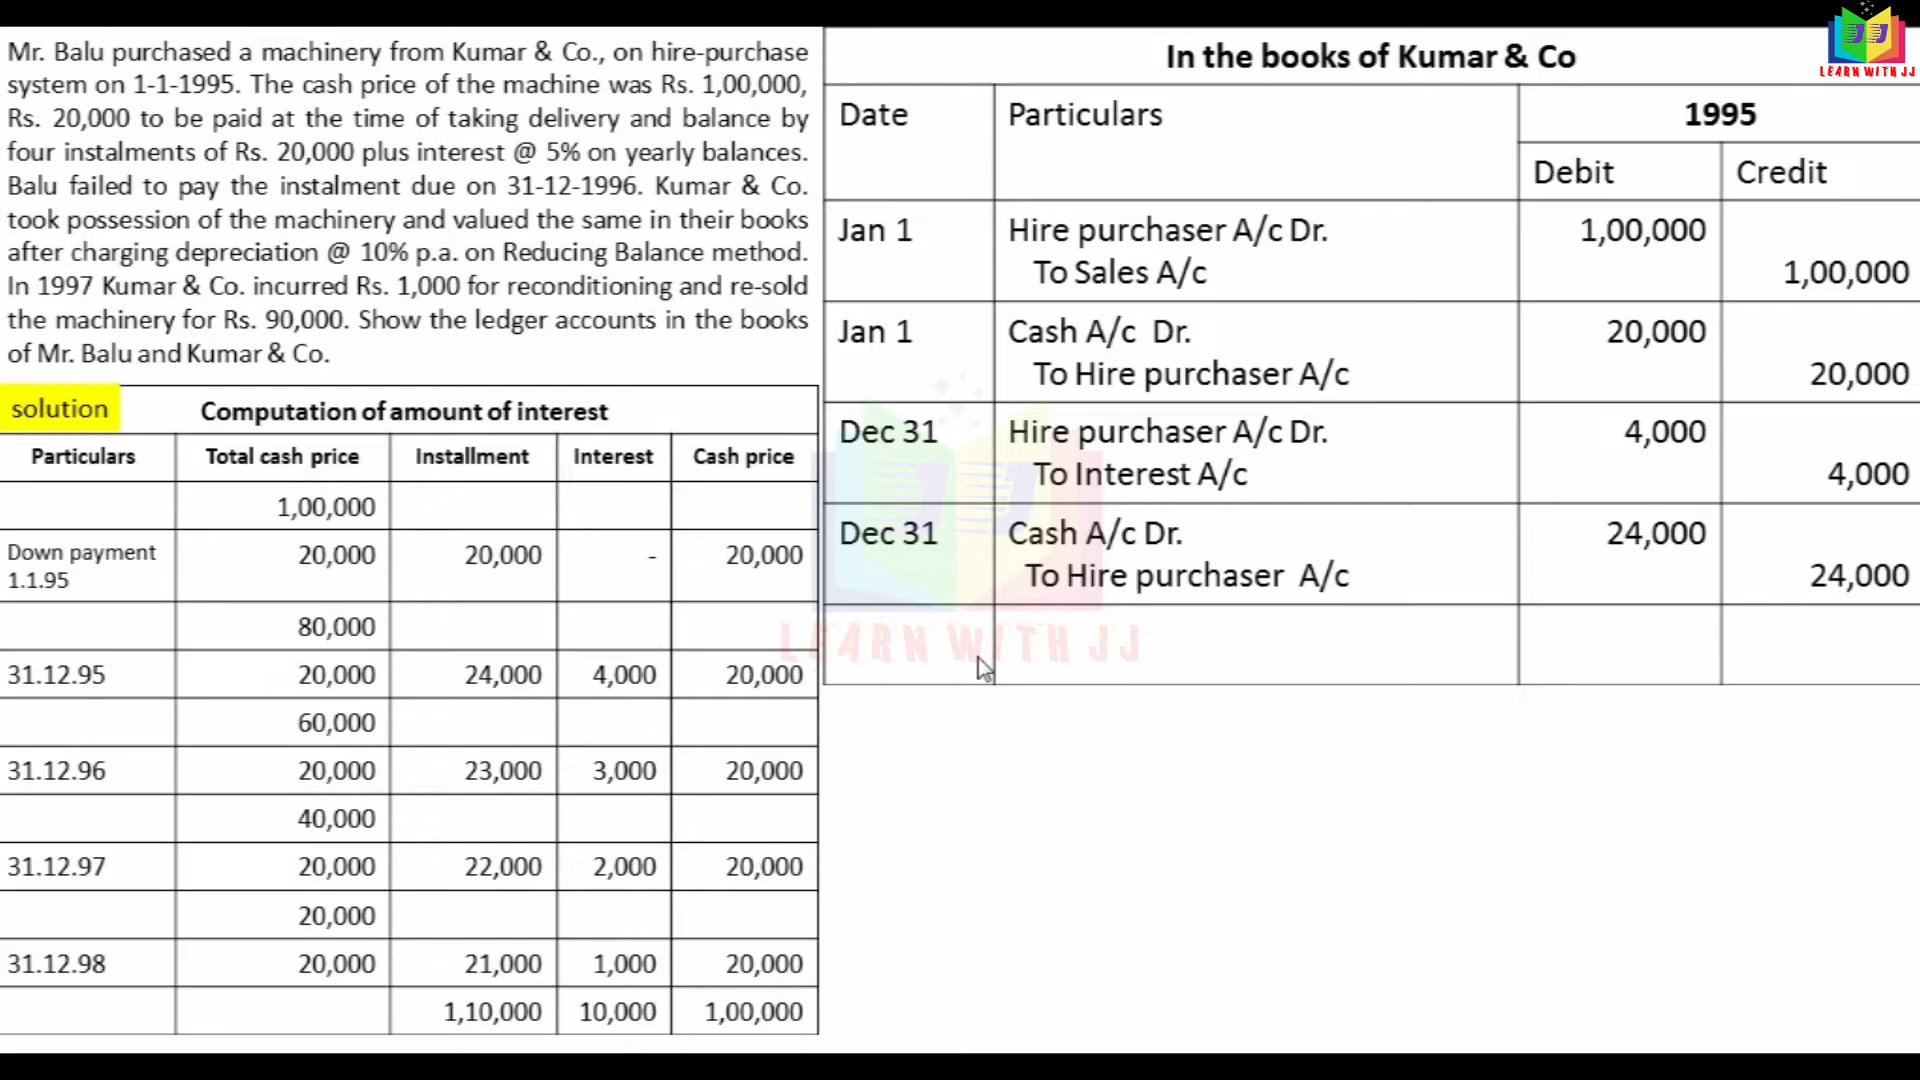 Mr. Balu purchased a machinery from Kumar & Co., on hire-purchase
system on 1-1-1995. The cash price of the machine was Rs. 1,00,000,
Rs. 20,000 to be paid at the time of taking delivery and balance by
four instalments of Rs. 20,000 plus interest @ 5% on yearly balances.
Balu failed to pay the instalment due on 31-12-1996. Kumar & Co.
took possession of the machinery and valued the same in their books
after charging depreciation @ 10% p.a. on Reducing Balance method.
In 1997 Kumar & Co. incurred Rs. 1,000 for reconditioning and re-sold
the machinery for Rs. 90,000. Show the ledger accounts in the books
of Mr. Balu and Kumar & Co.
solution Computation of amount of interest
Particulars Total cash price Installment Interest Cash price
1,00,000
Down payment 1.1.95 20,000 20,000 - 20,000
80,000
31.12.95 20,000 24,000 4,000 20,000
60,000
31.12.96 20,000 23,000 3,000 20,000
40,000
31.12.97 20,000 22,000 2,000 20,000
20,000
31.12.98 20,000 21,000 1,000 20,000
1,10,000 10,000 1,00,000
In the books of Kumar & Co
Date Particulars 1995
Debit Credit
Jan 1 Hire purchaser A/c Dr. 1,00,000
To Sales A/c 1,00,000
Jan 1 Cash A/c Dr. 20,000
To Hire purchaser A/c 20,000
Dec 31 Hire purchaser A/c Dr. 4,000
To Interest A/c 4,000
Dec 31 Cash A/c Dr. 24,000
To Hire purchaser A/c 24,000
LEARN WITH JJ
JJ
LEARN WITH JJ